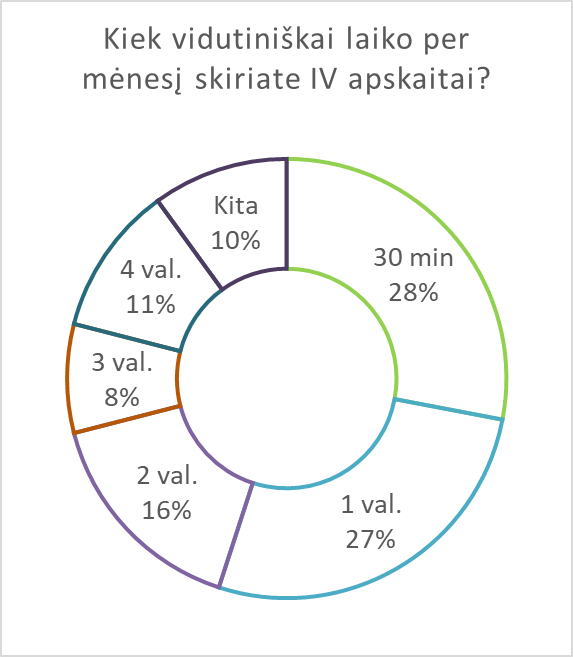 Kiek vidutiniškai laiko per
mėnesį skiriate IV apskaitai?
30 min
28%
1 val.
27%
2 val.
16%
3 val.
8%
4 val.
11%
Kita
10%